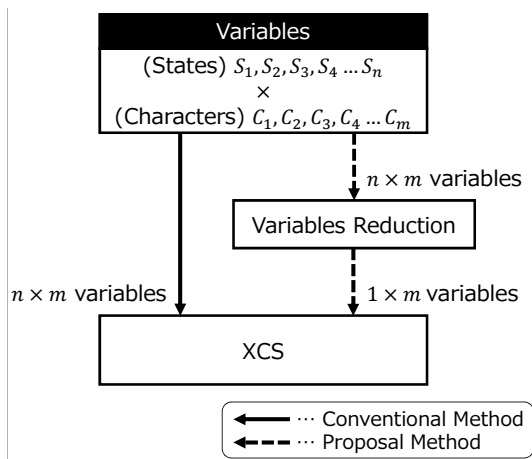 Variables
(States) S₁, S₂, S₃, S₄ … Sₙ
×
(Characters) C₁, C₂, C₃, C₄ … Cₘ
n × m variables
Variables Reduction
n × m variables
1 × m variables
XCS
⋯ Conventional Method
⋯ Proposal Method